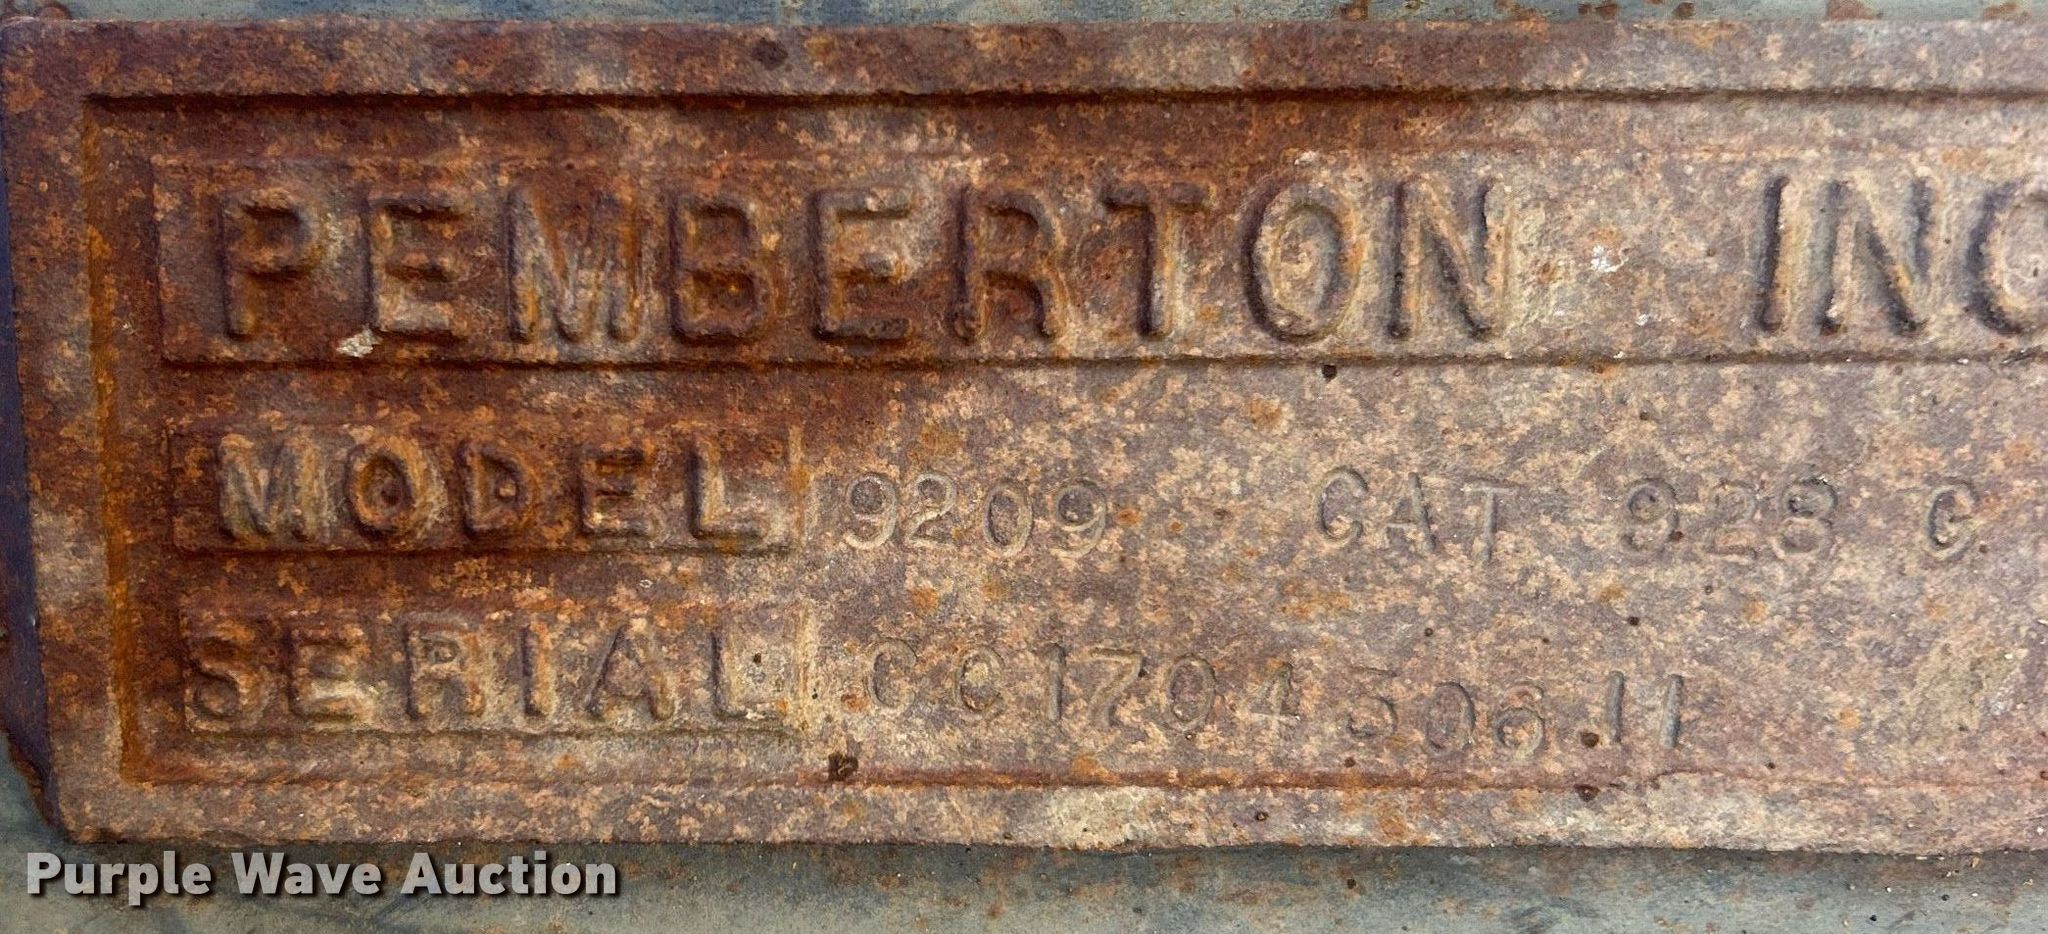 PEMBERTON INC
MODEL 9209 CAT 928 G
SERIAL CC1704506.11
Purple Wave Auction